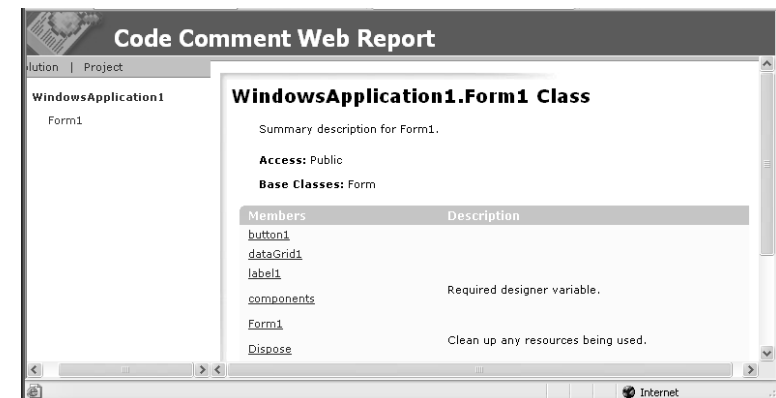 Code Comment Web Report
lution | Project
WindowsApplication1
Form1
WindowsApplication1.Form1 Class
Summary description for Form1.
Access: Public
Base Classes: Form
Members Description
button1
dataGrid1
label1
components Required designer variable.
Form1
Dispose Clean up any resources being used.
Internet